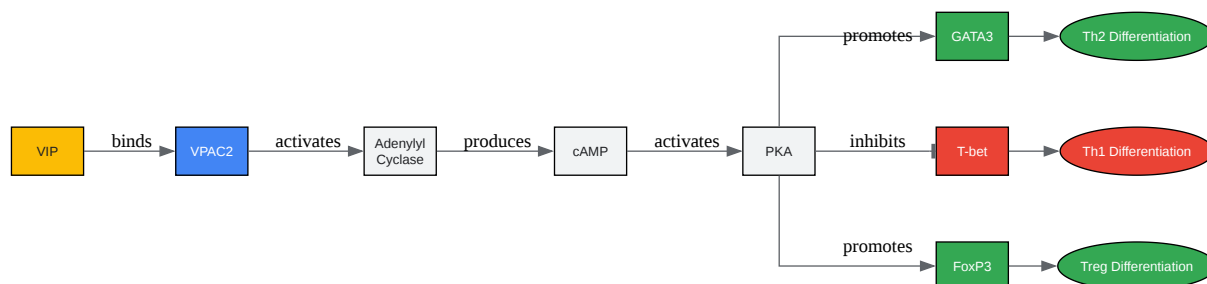 promotes
GATA3
Th2 Differentiation
VIP
binds
VPAC2
activates
Adenylyl
Cyclase
produces
cAMP
activates
PKA
inhibits
T-bet
Th1 Differentiation
promotes
FoxP3
Treg Differentiation